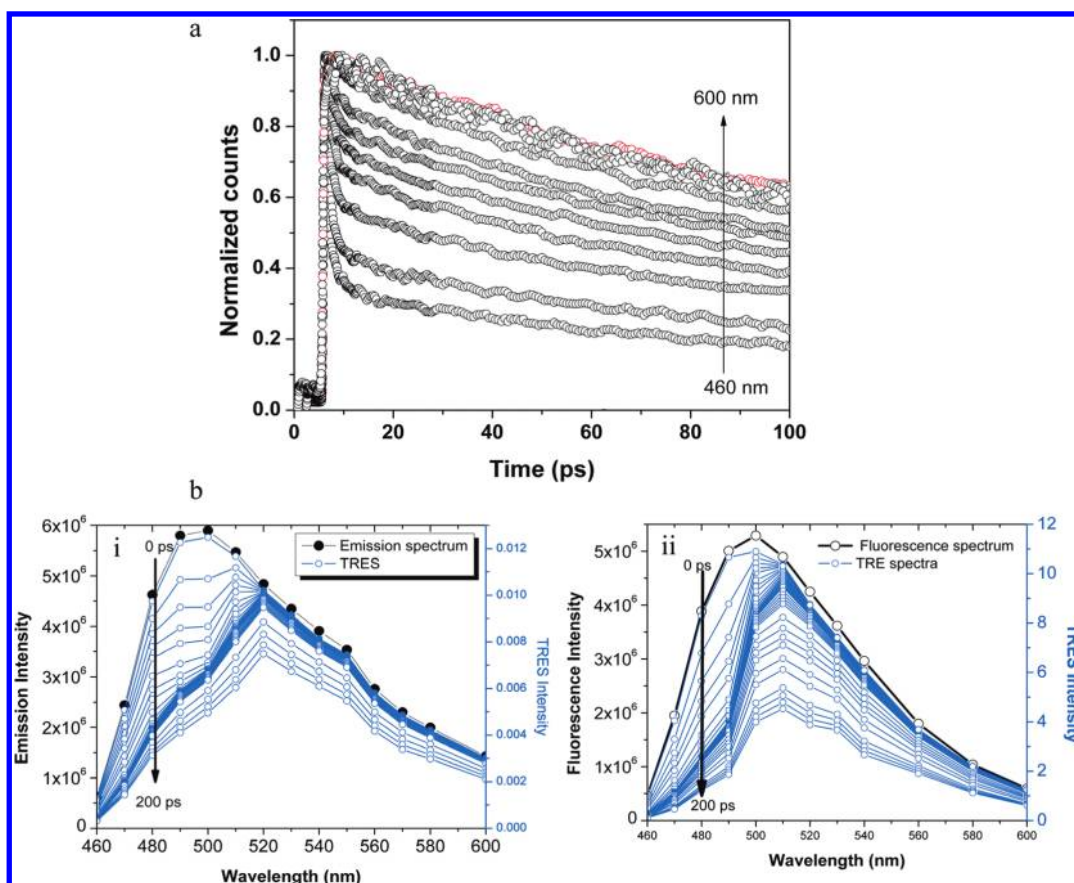 a
1.0
0.8
0.6
0.4
0.2
0.0
Normalized counts
600 nm
460 nm
0 20 40 60 80 100
Time (ps)
b
i
6x10⁶
5x10⁶
4x10⁶
3x10⁶
2x10⁶
1x10⁶
0
Emission Intensity
0 ps
200 ps
Emission spectrum
TRES
0.012
0.010
0.008
0.006
0.004
0.002
0.000
TRES Intensity
460 480 500 520 540 560 580 600
Wavelength (nm)
ii
5x10⁶
4x10⁶
3x10⁶
2x10⁶
1x10⁶
0
Fluorescence Intensity
0 ps
200 ps
Fluorescence spectrum
TRE spectra
12
10
8
6
4
2
0
TRES Intensity
460 480 500 520 540 560 580 600
Wavelength (nm)